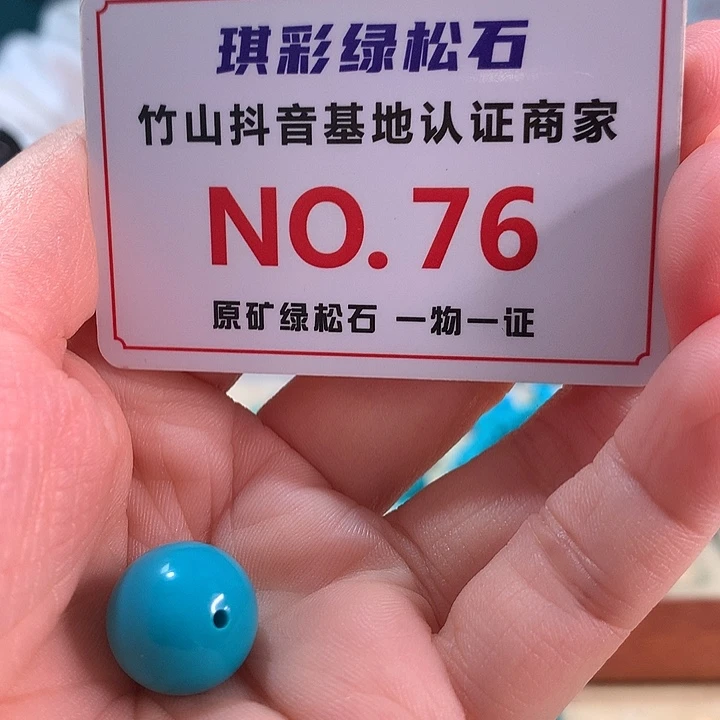 琪彩绿松石
竹山抖音基地认证商家
NO.76
原矿绿松石 一物一证